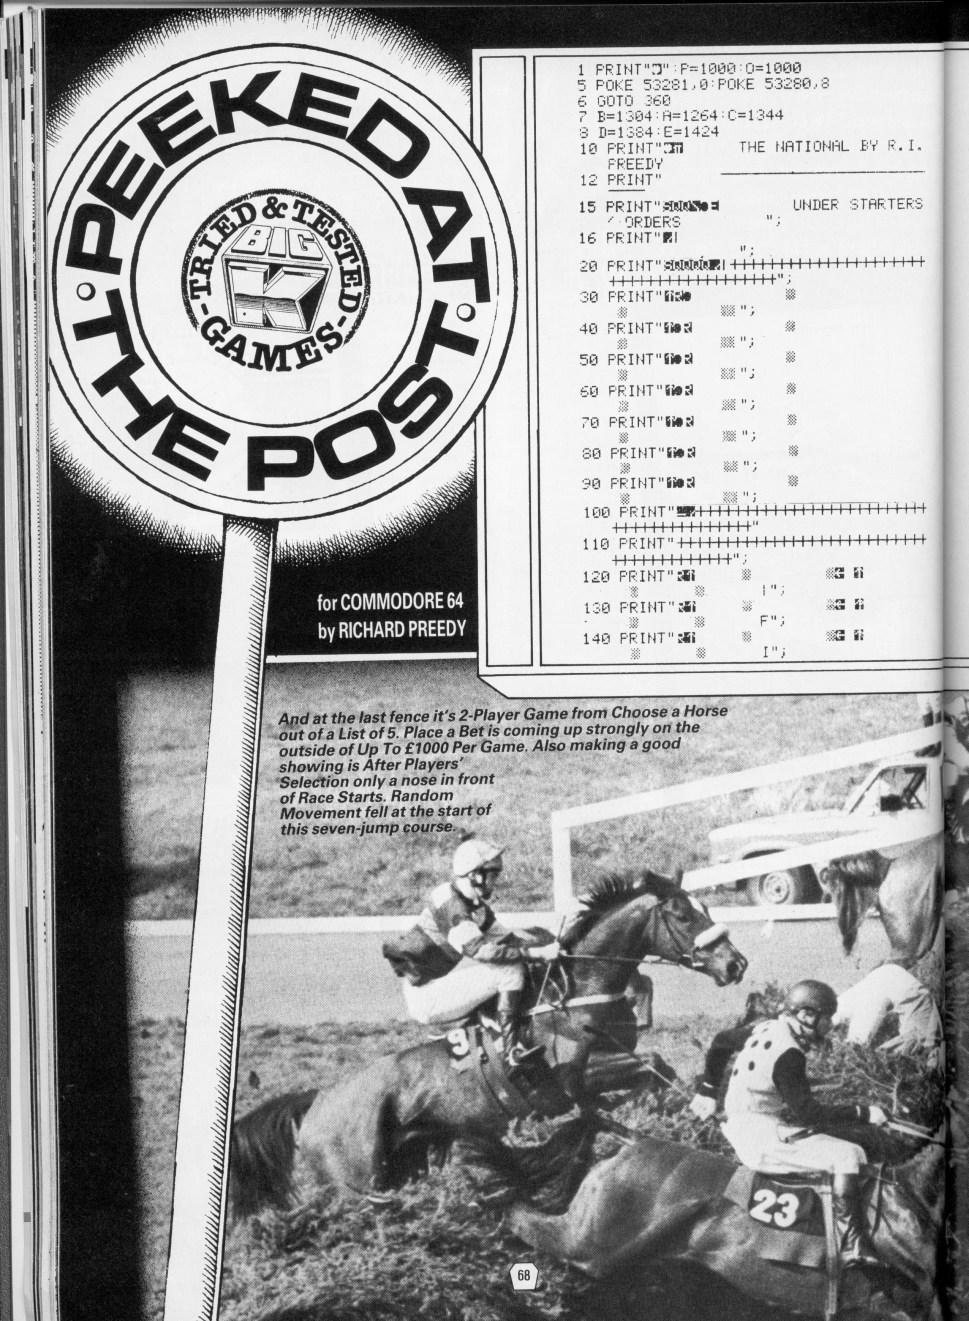 PEEKED AT
THE POST
TRIED & TESTED
BIG
K
GAMES
for COMMODORE 64
by RICHARD PREEDY
1 PRINT" ":P=1000:O=1000
5 POKE 53281,0:POKE 53280,8
6 GOTO 360
7 B=1304:A=1264:C=1344
8 D=1384:E=1424
10 PRINT" THE NATIONAL BY R.I.
PREEDY
12 PRINT"
15 PRINT" UNDER STARTERS
ORDERS ";
16 PRINT"
";
20 PRINT" ++++++++++++++++++++++
+++++++++++++++++";
30 PRINT"
";
40 PRINT"
";
50 PRINT"
";
60 PRINT"
";
70 PRINT"
";
80 PRINT"
";
90 PRINT"
";
100 PRINT" +++++++++++++++++++++++++
+++++++++++++++"
110 PRINT"+++++++++++++++++++++++++++
+++++++++++++";
120 PRINT"
I";
130 PRINT"
F";
140 PRINT"
I";
And at the last fence it's 2-Player Game from Choose a Horse
out of a List of 5. Place a Bet is coming up strongly on the
outside of Up To £1000 Per Game. Also making a good
showing is After Players'
Selection only a nose in front
of Race Starts. Random
Movement fell at the start of
this seven-jump course.
9
23
68